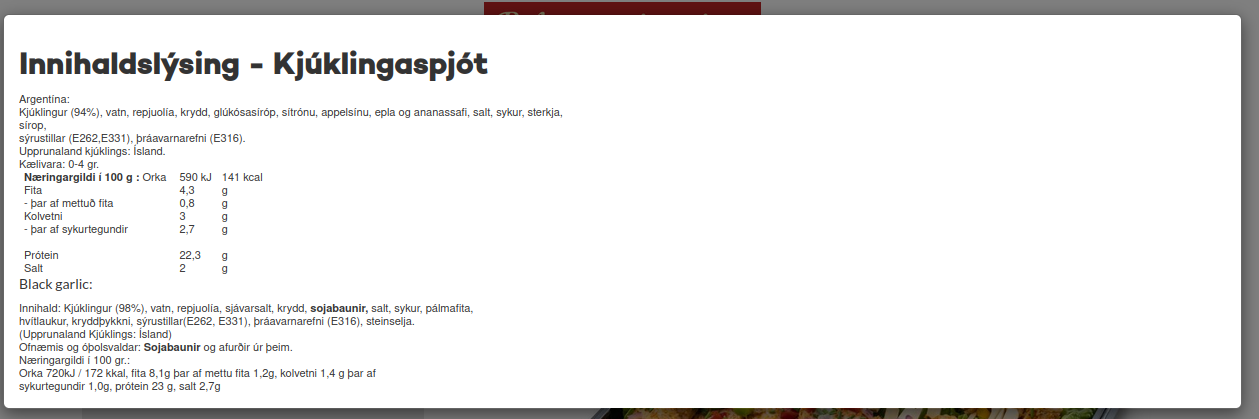 Innihaldslýsing - Kjúklingaspjót
Argentína:
Kjúklingur (94%), vatn, repjuolía, krydd, glúkósasíróp, sítrónu, appelsínu, epla og ananassafi, salt, sykur, sterkja,
síróp,
sýrustillar (E262,E331), þráavarnarefni (E316).
Upprunaland kjúklings: Ísland.
Kælivara: 0-4 gr.
Næringargildi í 100 g : Orka 590 kJ 141 kcal
Fita 4,3 g
- þar af mettuð fita 0,8 g
Kolvetni 3 g
- þar af sykurtegundir 2,7 g
Prótein 22,3 g
Salt 2 g
Black garlic:
Innihald: Kjúklingur (98%), vatn, repjuolía, sjávarsalt, krydd, sojabaunir, salt, sykur, pálmafita,
hvítlaukur, kryddþykkni, sýrustillar(E262, E331), þráavarnarefni (E316), steinselja.
(Upprunaland Kjúklings: Ísland)
Ofnæmis og óþolsvaldar: Sojabaunir og afurðir úr þeim.
Næringargildi í 100 gr.:
Orka 720kJ / 172 kkal, fita 8,1g þar af mettu fita 1,2g, kolvetni 1,4 g þar af
sykurtegundir 1,0g, prótein 23 g, salt 2,7g